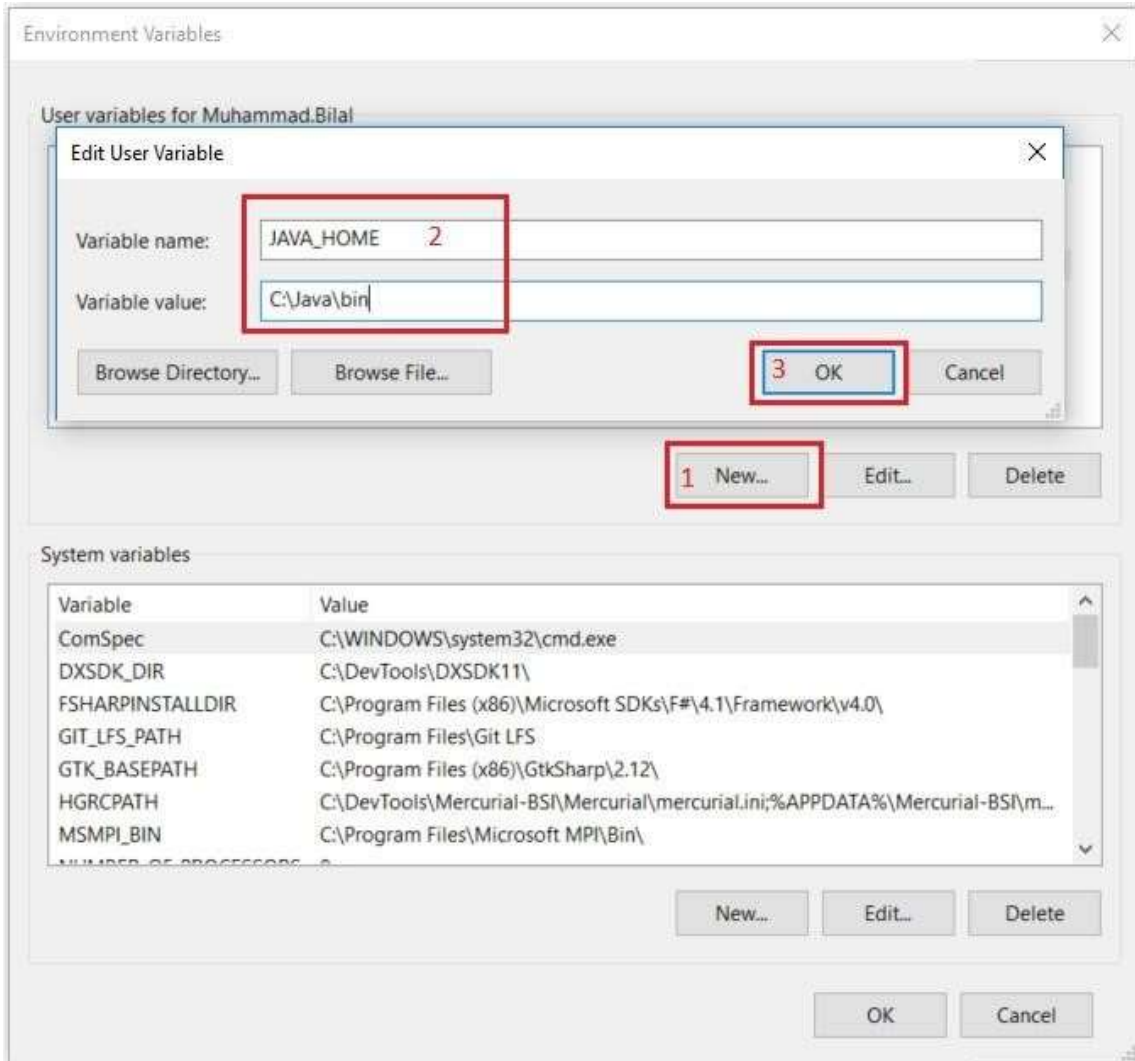 Environment Variables
User variables for Muhammad.Bilal
Edit User Variable
Variable name: JAVA_HOME 2
Variable value: C:\Java\bin
Browse Directory... Browse File... 3 OK Cancel
1 New... Edit... Delete
System variables
Variable Value
ComSpec C:\WINDOWS\system32\cmd.exe
DXSDK_DIR C:\DevTools\DXSDK11\
FSHARPINSTALLDIR C:\Program Files (x86)\Microsoft SDKs\F#\4.1\Framework\v4.0\
GIT_LFS_PATH C:\Program Files\Git LFS
GTK_BASEPATH C:\Program Files (x86)\GtkSharp\2.12\
HGRCPATH C:\DevTools\Mercurial-BSI\Mercurial\mercurial.ini;%APPDATA%\Mercurial-BSI\m...
MSMPI_BIN C:\Program Files\Microsoft MPI\Bin\
NUMBER_OF_PROCESSORS
New... Edit... Delete
OK Cancel